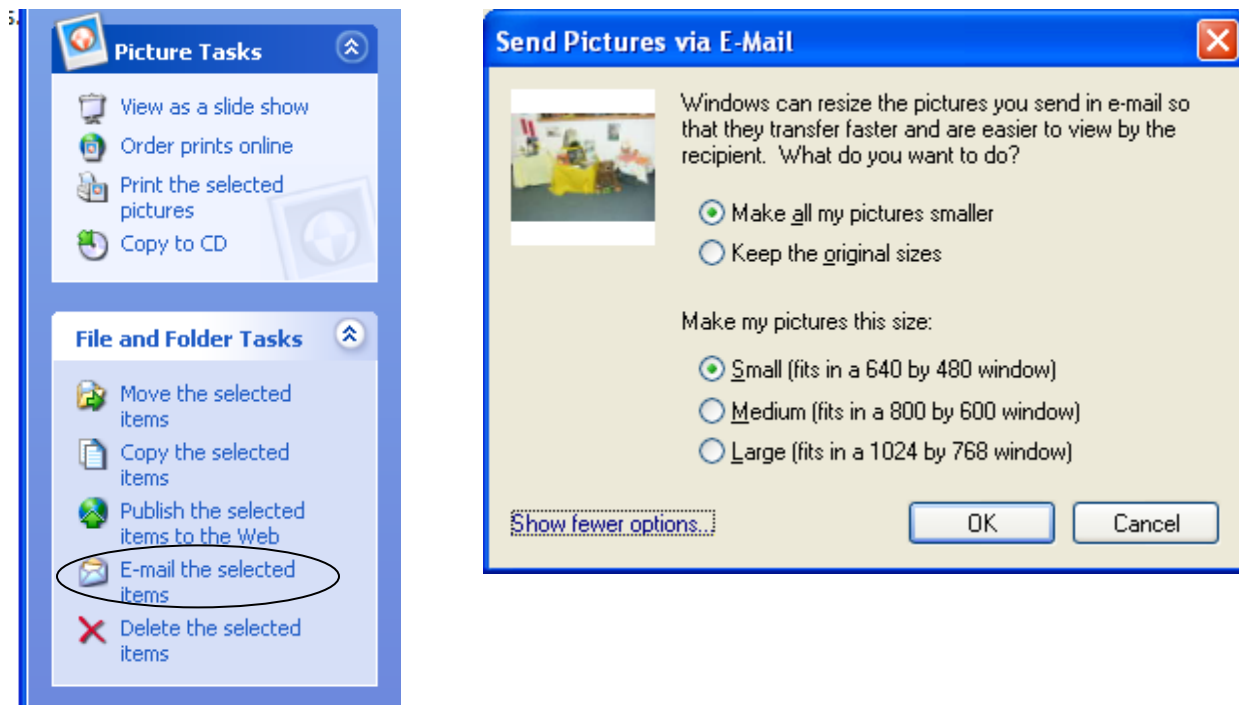 s.
Picture Tasks
View as a slide show
Order prints online
Print the selected
pictures
Copy to CD
File and Folder Tasks
Move the selected
items
Copy the selected
items
Publish the selected
items to the Web
E-mail the selected
items
Delete the selected
items
Send Pictures via E-Mail
Windows can resize the pictures you send in e-mail so
that they transfer faster and are easier to view by the
recipient. What do you want to do?
Make all my pictures smaller
Keep the original sizes
Make my pictures this size:
Small (fits in a 640 by 480 window)
Medium (fits in a 800 by 600 window)
Large (fits in a 1024 by 768 window)
Show fewer options...
OK
Cancel